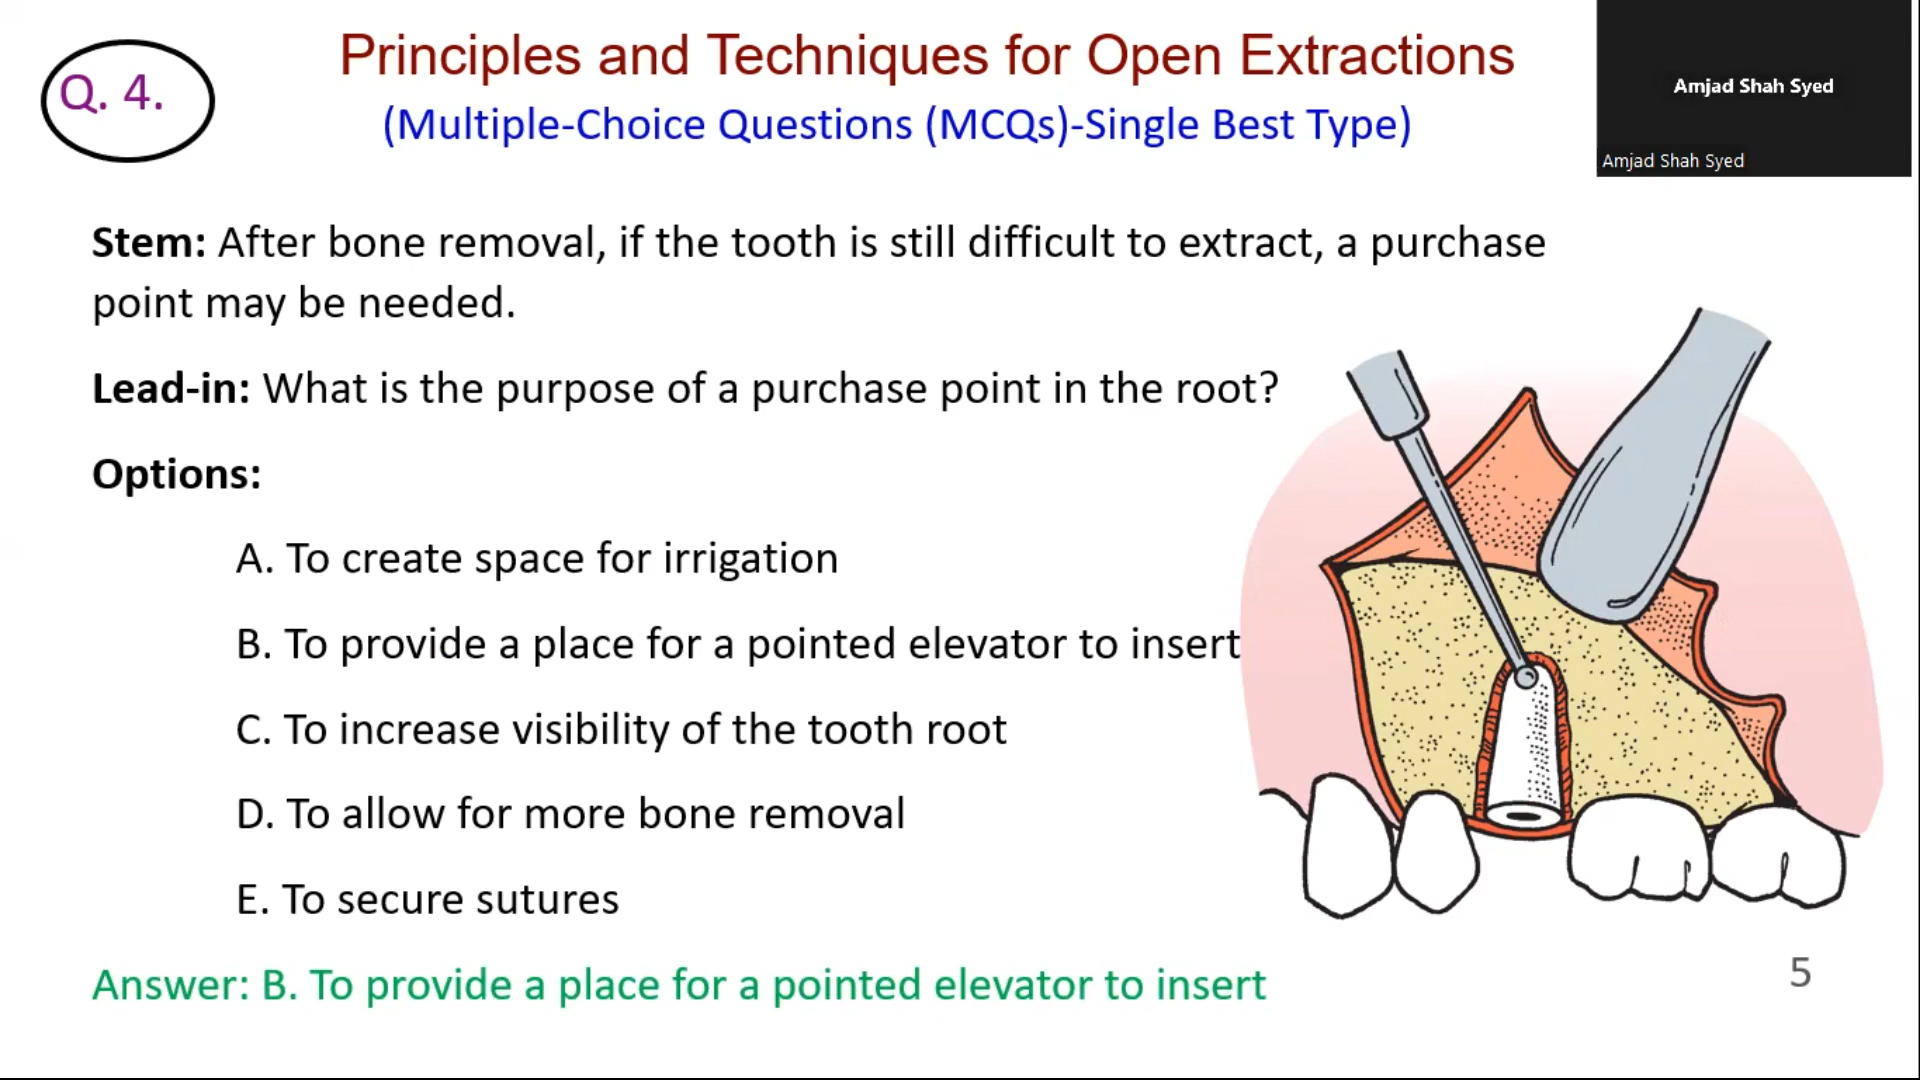 Q. 4.
Principles and Techniques for Open Extractions
(Multiple-Choice Questions (MCQs)-Single Best Type)
Amjad Shah Syed
Amjad Shah Syed
Stem: After bone removal, if the tooth is still difficult to extract, a purchase
point may be needed.
Lead-in: What is the purpose of a purchase point in the root?
Options:
A. To create space for irrigation
B. To provide a place for a pointed elevator to insert
C. To increase visibility of the tooth root
D. To allow for more bone removal
E. To secure sutures
Answer: B. To provide a place for a pointed elevator to insert
5